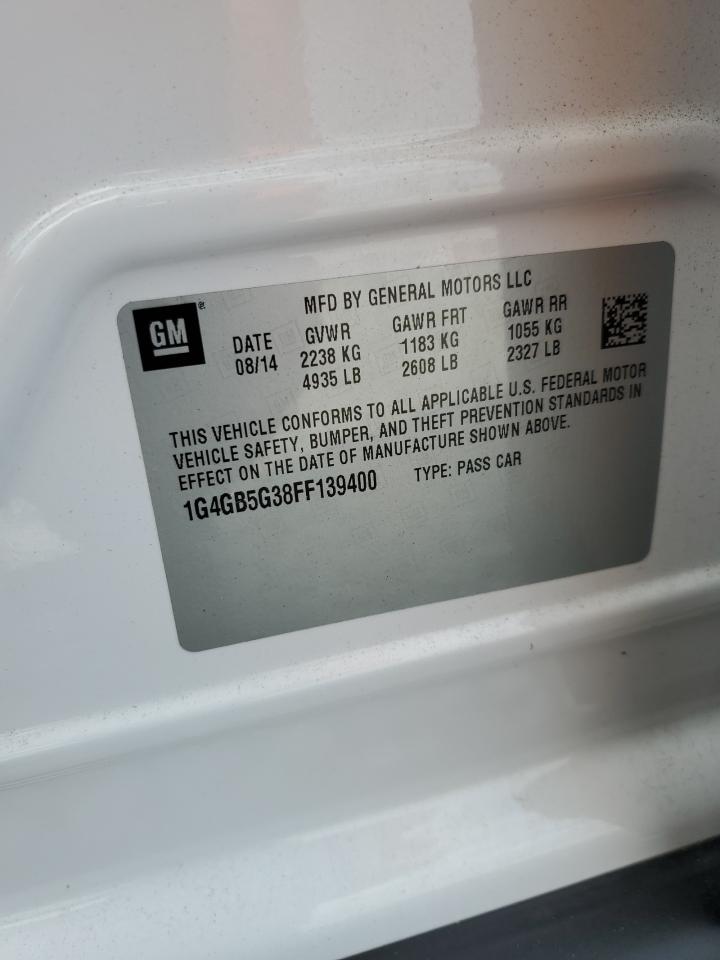 MFD BY GENERAL MOTORS LLC
GM®
DATE GVWR GAWR FRT GAWR RR
08/14 2238 KG 1183 KG 1055 KG
4935 LB 2608 LB 2327 LB
THIS VEHICLE CONFORMS TO ALL APPLICABLE U.S. FEDERAL MOTOR
VEHICLE SAFETY, BUMPER, AND THEFT PREVENTION STANDARDS IN
EFFECT ON THE DATE OF MANUFACTURE SHOWN ABOVE.
1G4GB5G38FF139400 TYPE: PASS CAR